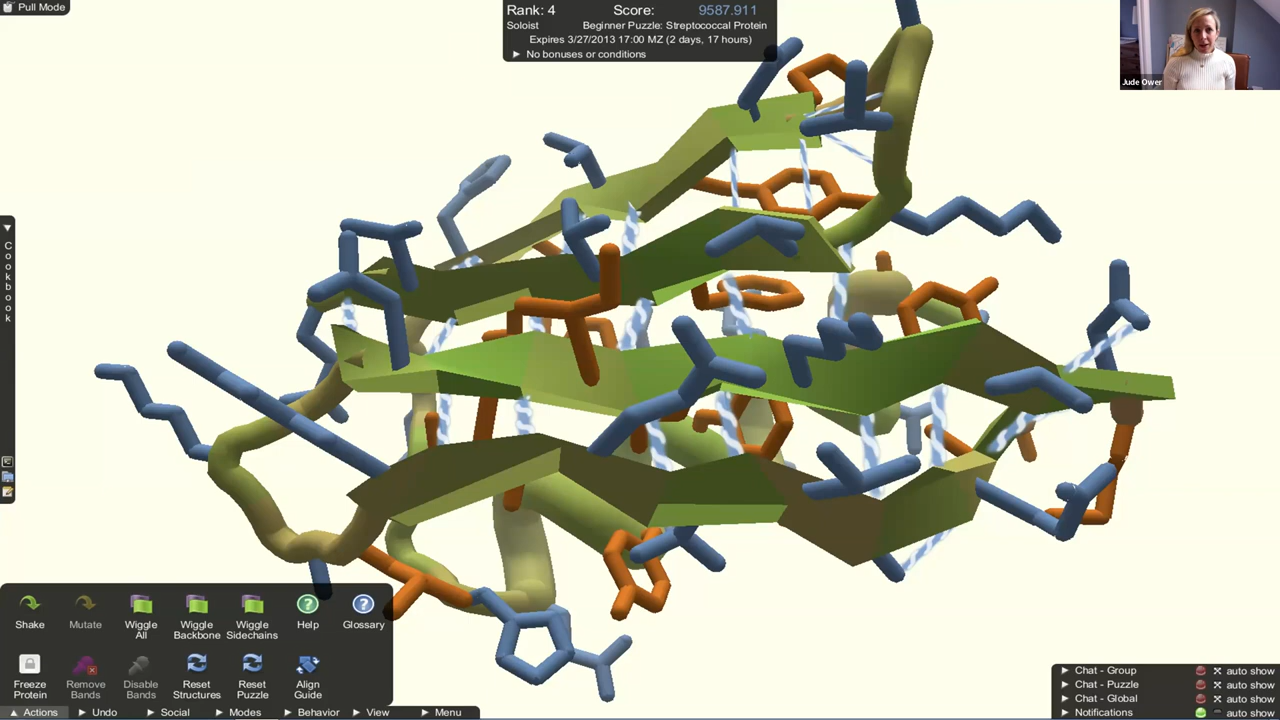 Pull Mode
Rank: 4 Score: 9587.911
Soloist Beginner Puzzle: Streptococcal Protein
Expires 3/27/2013 17:00 MZ (2 days, 17 hours)
No bonuses or conditions
Jude Ower
Cookbook
Shake Mutate Wiggle All Wiggle Backbone Wiggle Sidechains Help Glossary
Freeze Protein Remove Bands Disable Bands Reset Structures Reset Puzzle Align Guide
Actions Undo Social Modes Behavior View Menu
Chat - Group auto show
Chat - Puzzle auto show
Chat - Global auto show
Notifications auto show